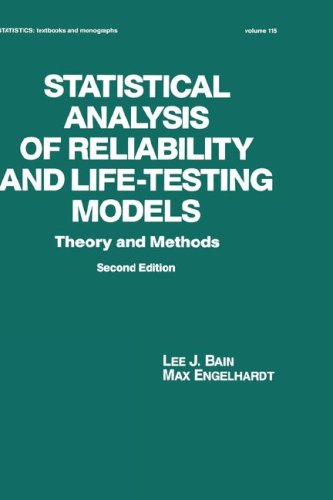 STATISTICS: textbooks and monographs
volume 115
STATISTICAL
ANALYSIS
OF RELIABILITY
AND LIFE-TESTING
MODELS
Theory and Methods
Second Edition
LEE J. BAIN
MAX ENGELHARDT